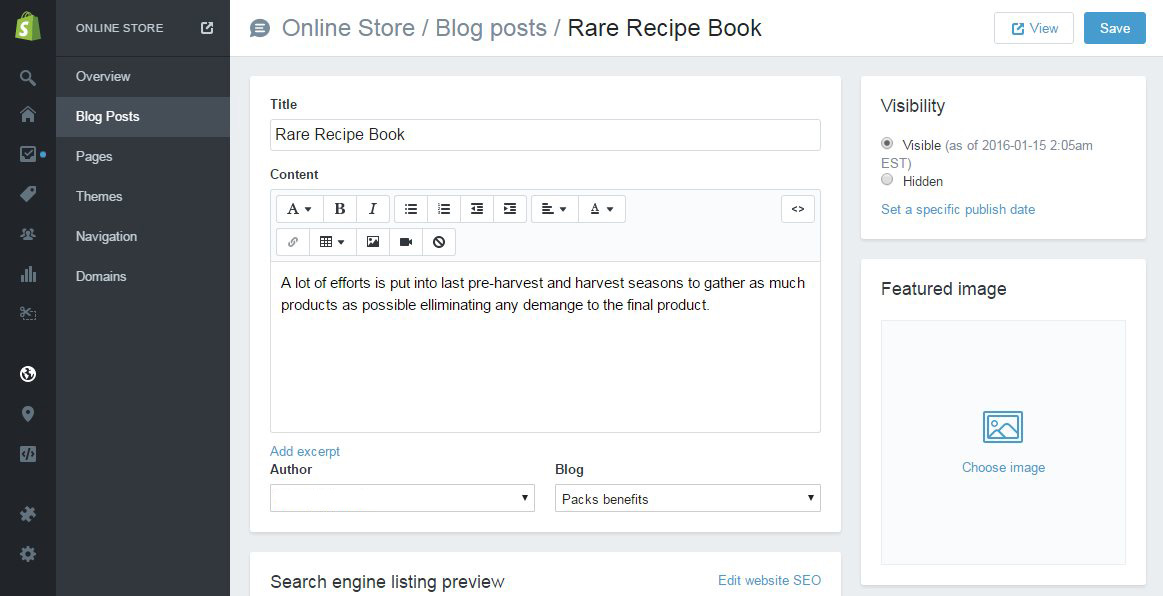 ONLINE STORE
Overview
Blog Posts
Pages
Themes
Navigation
Domains
Online Store / Blog posts / Rare Recipe Book
View
Save
Title
Rare Recipe Book
Content
A B I A <>
A lot of efforts is put into last pre-harvest and harvest seasons to gather as much
products as possible elliminating any demange to the final product.
Add excerpt
Author
Blog
Packs benefits
Search engine listing preview
Edit website SEO
Visibility
Visible (as of 2016-01-15 2:05am
EST)
Hidden
Set a specific publish date
Featured image
Choose image